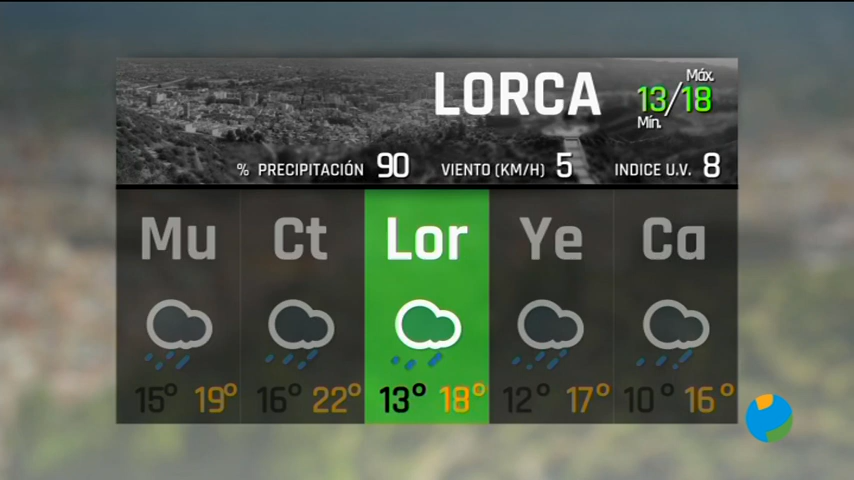 LORCA
Máx.
13/18
Mín.
% PRECIPITACIÓN 90 VIENTO (KM/H) 5 INDICE U.V. 8
Mu Ct Lor Ye Ca
15° 19° 16° 22° 13° 18° 12° 17° 10° 16°